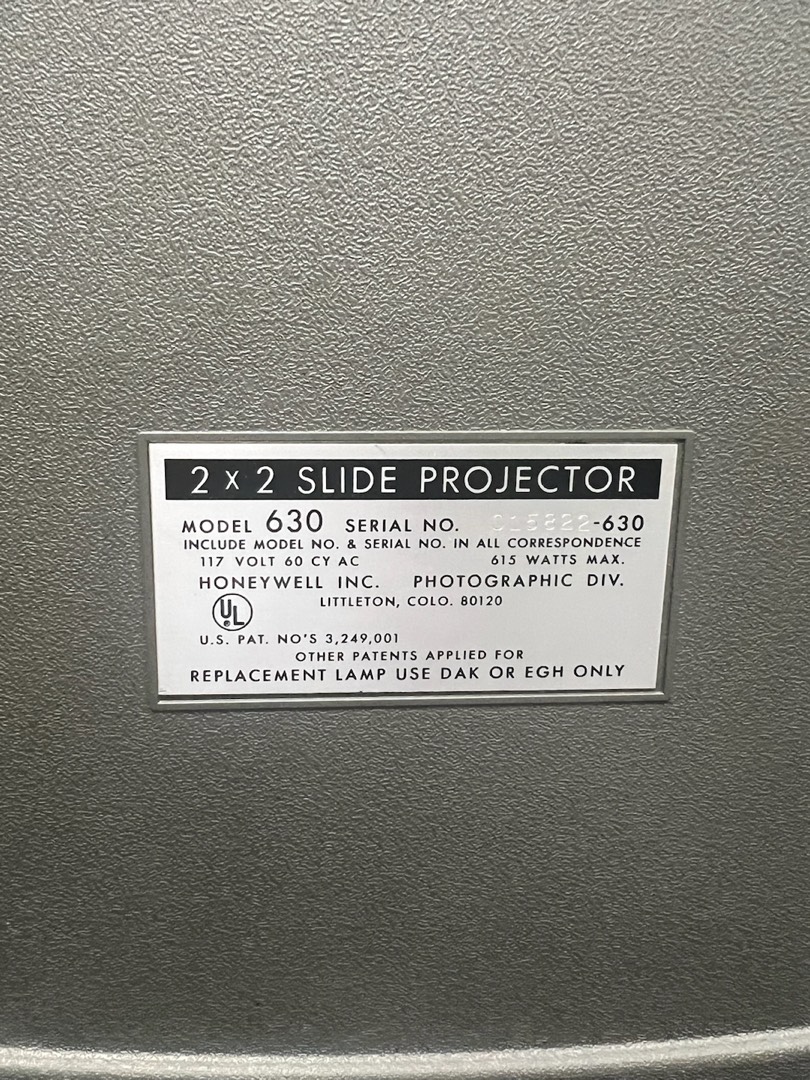 2 x 2 SLIDE PROJECTOR
MODEL 630 SERIAL NO. -630
INCLUDE MODEL NO. & SERIAL NO. IN ALL CORRESPONDENCE
117 VOLT 60 CY AC 615 WATTS MAX.
HONEYWELL INC. PHOTOGRAPHIC DIV.
UL LITTLETON, COLO. 80120
U.S. PAT. NO'S 3,249,001
OTHER PATENTS APPLIED FOR
REPLACEMENT LAMP USE DAK OR EGH ONLY